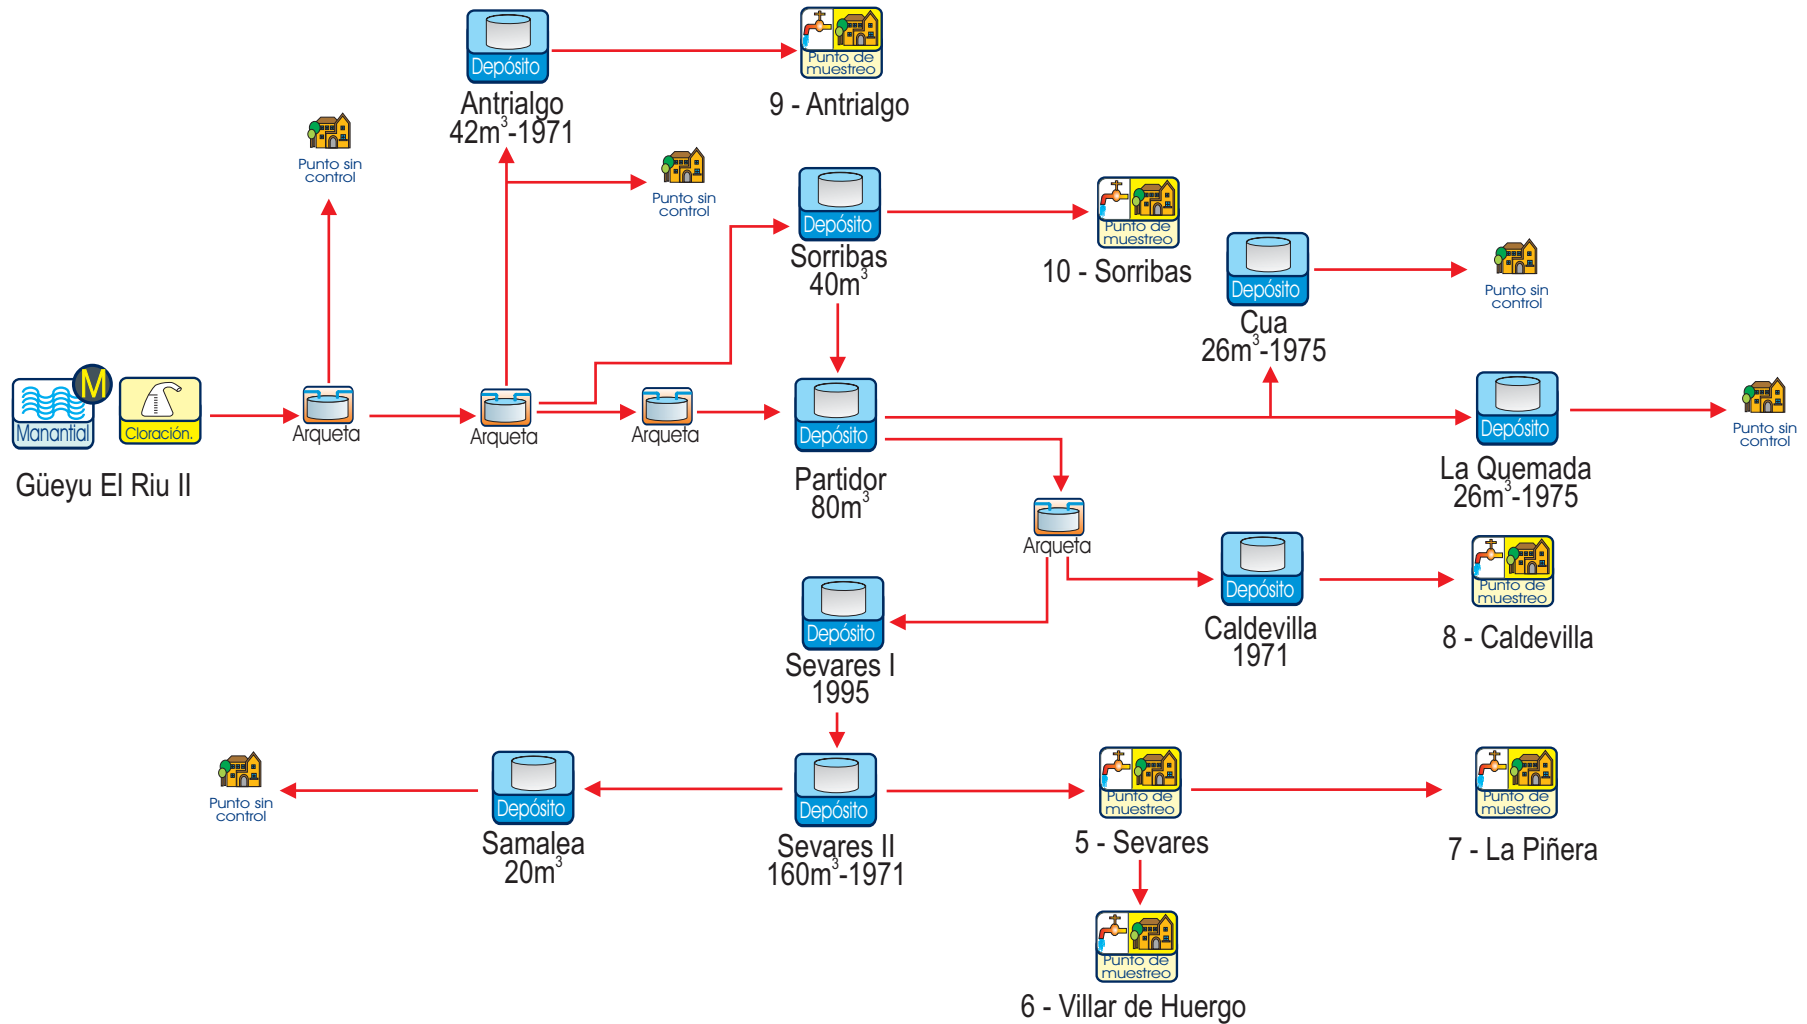 Depósito
Antrialgo
42m³-1971
Punto de
muestreo
9 - Antrialgo
Punto sin
control
Punto sin
control
Depósito
Sorribas
40m³
Punto de
muestreo
10 - Sorribas
Depósito
Cua
26m³-1975
Punto sin
control
M
Manantial
Cloración.
Güeyu El Riu II
Arqueta
Arqueta
Arqueta
Depósito
Partidor
80m³
Depósito
La Quemada
26m³-1975
Punto sin
control
Arqueta
Depósito
Caldevilla
1971
Punto de
muestreo
8 - Caldevilla
Depósito
Sevares I
1995
Punto sin
control
Depósito
Samalea
20m³
Depósito
Sevares II
160m³-1971
Punto de
muestreo
5 - Sevares
Punto de
muestreo
7 - La Piñera
Punto de
muestreo
6 - Villar de Huergo